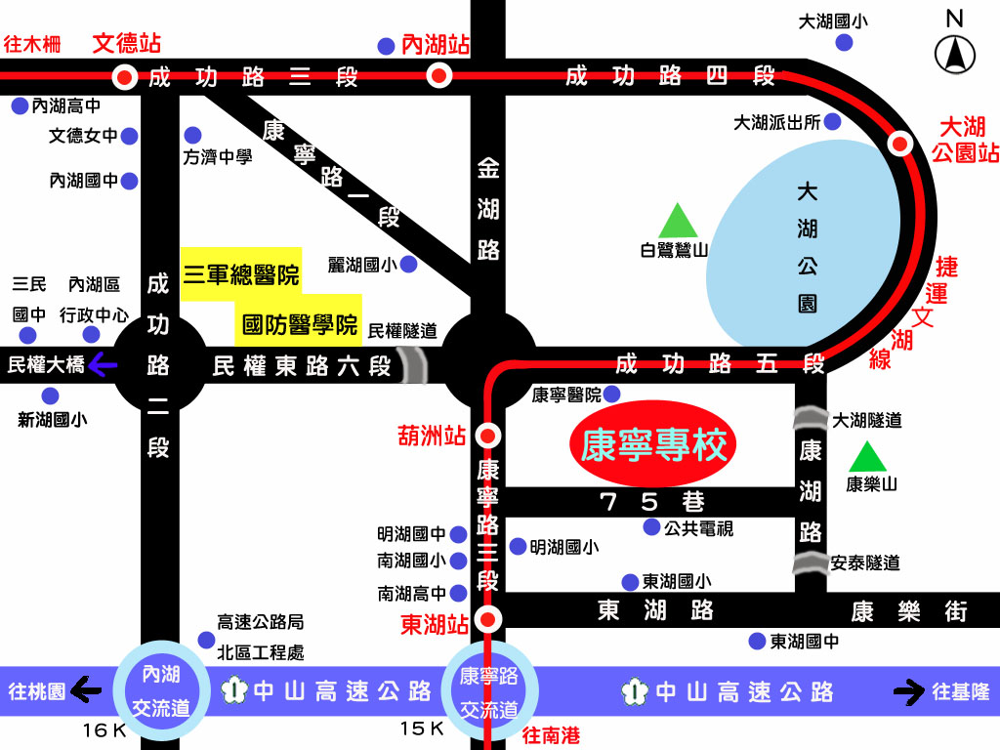 大湖國小
N
往木柵
文德站
內湖站
成功路三段
成功路四段
內湖高中
文德女中
方濟中學
內湖國中
康寧路一段
金湖路
大湖派出所
大湖
公園站
大湖公園
白鷺鷥山
麗湖國小
三軍總醫院
國防醫學院
民權隧道
三民
國中
內湖區
行政中心
成功路二段
捷運文湖線
民權大橋
民權東路六段
成功路五段
新湖國小
康寧醫院
葫洲站
康寧專校
大湖隧道
康樂山
康湖路
康寧路三段
75巷
公共電視
明湖國中
明湖國小
南湖國小
安泰隧道
南湖高中
東湖國小
東湖站
東湖路
康樂街
高速公路局
北區工程處
東湖國中
往桃園
內湖
交流道
1
中山高速公路
康寧路
交流道
1
中山高速公路
往基隆
16K
15K
往南港